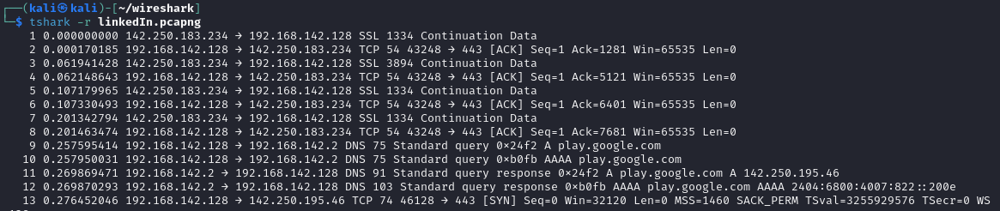 ┌──(kali㉿kali)-[~/wireshark]
└─$ tshark -r linkedIn.pcapng
1 0.000000000 142.250.183.234 → 192.168.142.128 SSL 1334 Continuation Data
2 0.000170185 192.168.142.128 → 142.250.183.234 TCP 54 43248 → 443 [ACK] Seq=1 Ack=1281 Win=65535 Len=0
3 0.061941428 142.250.183.234 → 192.168.142.128 SSL 3894 Continuation Data
4 0.062148643 192.168.142.128 → 142.250.183.234 TCP 54 43248 → 443 [ACK] Seq=1 Ack=5121 Win=65535 Len=0
5 0.107179965 142.250.183.234 → 192.168.142.128 SSL 1334 Continuation Data
6 0.107330493 192.168.142.128 → 142.250.183.234 TCP 54 43248 → 443 [ACK] Seq=1 Ack=6401 Win=65535 Len=0
7 0.201342794 142.250.183.234 → 192.168.142.128 SSL 1334 Continuation Data
8 0.201463474 192.168.142.128 → 142.250.183.234 TCP 54 43248 → 443 [ACK] Seq=1 Ack=7681 Win=65535 Len=0
9 0.257595414 192.168.142.128 → 192.168.142.2 DNS 75 Standard query 0×24f2 A play.google.com
10 0.257950031 192.168.142.128 → 192.168.142.2 DNS 75 Standard query 0×b0fb AAAA play.google.com
11 0.269869471 192.168.142.2 → 192.168.142.128 DNS 91 Standard query response 0×24f2 A play.google.com A 142.250.195.46
12 0.269870293 192.168.142.2 → 192.168.142.128 DNS 103 Standard query response 0×b0fb AAAA play.google.com AAAA 2404:6800:4007:822::200e
13 0.276452046 192.168.142.128 → 142.250.195.46 TCP 74 46128 → 443 [SYN] Seq=0 Win=32120 Len=0 MSS=1460 SACK_PERM TSval=3255929576 TSecr=0 WS